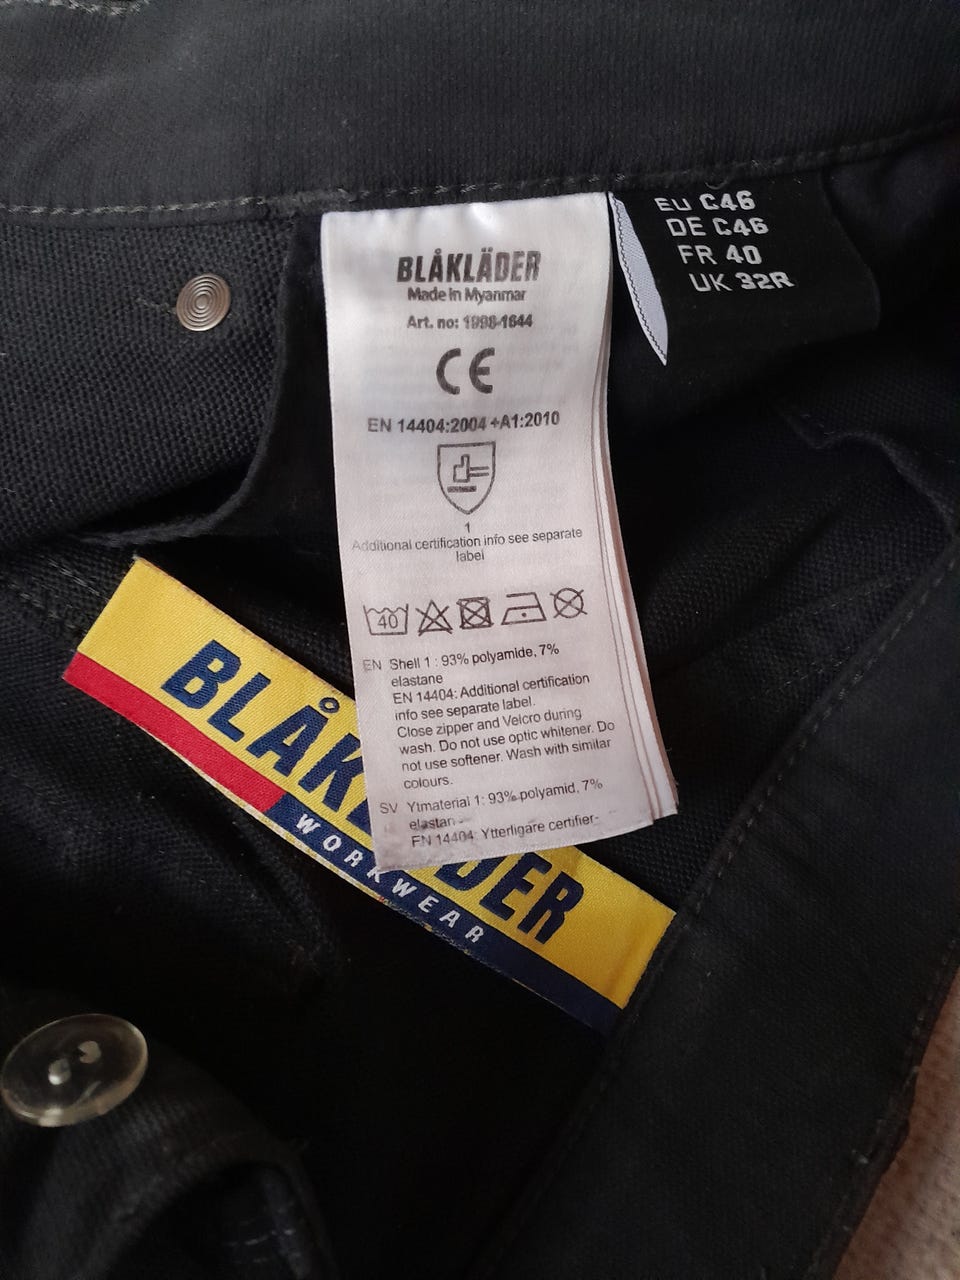 BLÅKLÄDER
Made in Myanmar
Art. no: 1998-1644
CE
EN 14404:2004 +A1:2010
1
Additional certification info see separate
label
40
EN Shell 1 : 93% polyamide, 7%
elastane
EN 14404: Additional certification
info see separate label.
Close zipper and Velcro during
wash. Do not use optic whitener. Do
not use softener. Wash with similar
colours.
SV Ytmaterial 1: 93% polyamid, 7%
elastan
EN 14404: Ytterligare certifier-
EU C46
DE C46
FR 40
UK 32R
BLÅK DER
WORKWEAR